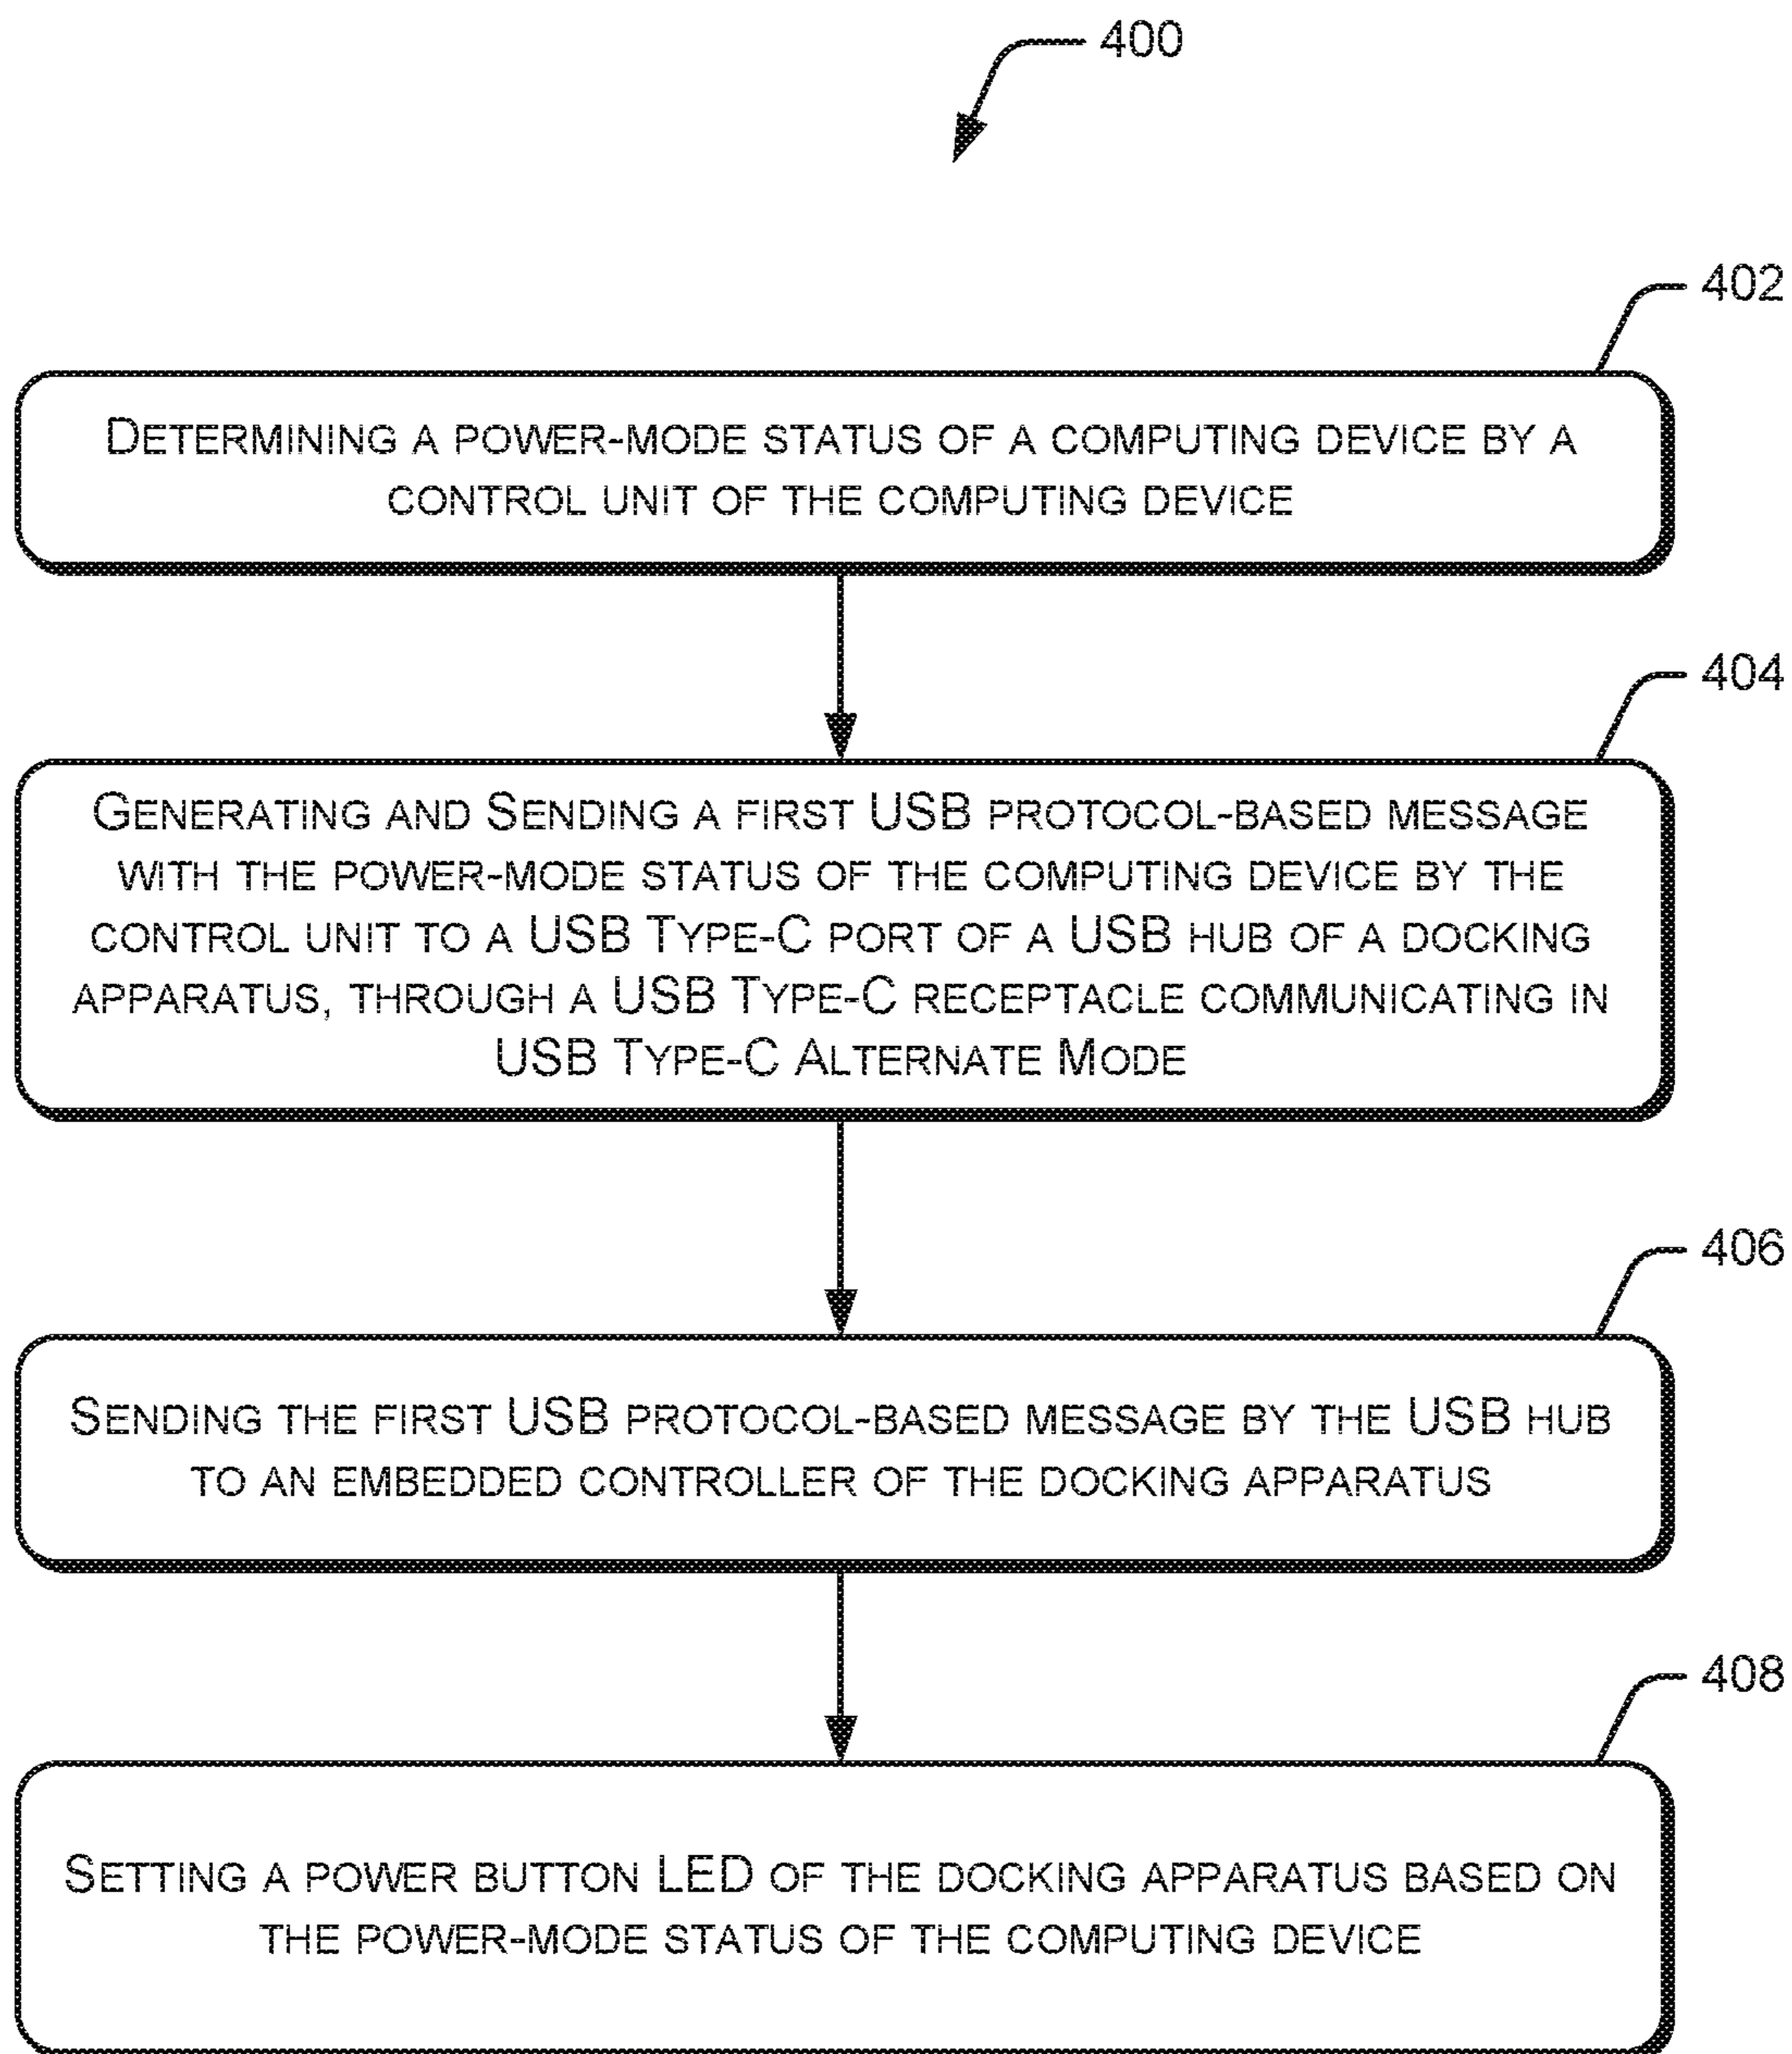 400
402
DETERMINING A POWER-MODE STATUS OF A COMPUTING DEVICE BY A
CONTROL UNIT OF THE COMPUTING DEVICE
404
GENERATING AND SENDING A FIRST USB PROTOCOL-BASED MESSAGE
WITH THE POWER-MODE STATUS OF THE COMPUTING DEVICE BY THE
CONTROL UNIT TO A USB TYPE-C PORT OF A USB HUB OF A DOCKING
APPARATUS, THROUGH A USB TYPE-C RECEPTACLE COMMUNICATING IN
USB TYPE-C ALTERNATE MODE
406
SENDING THE FIRST USB PROTOCOL-BASED MESSAGE BY THE USB HUB
TO AN EMBEDDED CONTROLLER OF THE DOCKING APPARATUS
408
SETTING A POWER BUTTON LED OF THE DOCKING APPARATUS BASED ON
THE POWER-MODE STATUS OF THE COMPUTING DEVICE